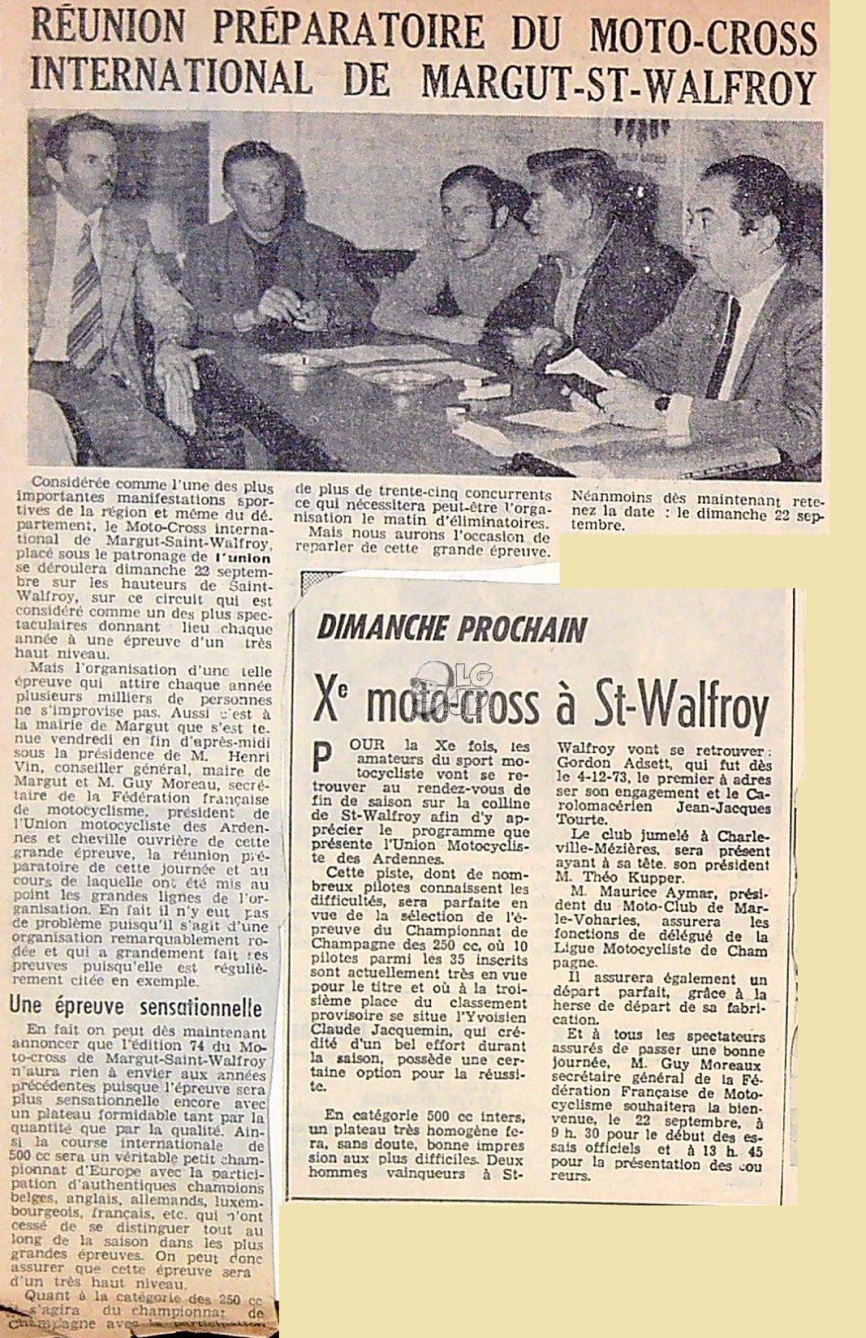 RÉUNION PRÉPARATOIRE DU MOTO-CROSS
INTERNATIONAL DE MARGUT-ST-WALFROY
Considérée comme l'une des plus
importantes manifestations spor-
tives de la région et même du dé-
partement, le Moto-Cross interna-
tional de Margut-Saint-Walfroy,
placé sous le patronage de l'union
se déroulera dimanche 22 septem-
bre sur les hauteurs de Saint-
Walfroy, sur ce circuit qui est
considéré comme un des plus spec-
taculaires donnant lieu chaque
année à une épreuve d'un très
haut niveau.
Mais l'organisation d'une telle
épreuve qui attire chaque année
plusieurs milliers de personnes
ne s'improvise pas. Aussi c'est à
la mairie de Margut que s'est te-
nue vendredi en fin d'après-midi
sous la présidence de M. Henri
Vin, conseiller général, maire de
Margut et M. Guy Moreau, secré-
taire de la Fédération française
de motocyclisme, président de
l'Union motocycliste des Arden-
nes et cheville ouvrière de cette
grande épreuve, la réunion pré-
paratoire de cette journée et au
cours de laquelle ont été mis au
point les grandes lignes de l'or-
ganisation. En fait il n'y eut pas
de problème puisqu'il s'agit d'une
organisation remarquablement ro-
dée et qui a grandement fait ses
preuves puisqu'elle est réguliè-
rement citée en exemple.
Une épreuve sensationnelle
En fait on peut dès maintenant
annoncer que l'édition 74 du Mo-
to-cross de Margut-Saint-Walfroy
n'aura rien à envier aux années
précédentes puisque l'épreuve sera
plus sensationnelle encore avec
un plateau formidable tant par la
quantité que par la qualité. Ain-
si la course internationale de
500 cc sera un véritable petit cham-
pionnat d'Europe avec la partici-
pation d'authentiques champions
belges, anglais, allemands, luxem-
bourgeois, français, etc. qui n'ont
cessé de se distinguer tout au
long de la saison dans les plus
grandes épreuves. On peut donc
assurer que cette épreuve sera
d'un très haut niveau.
Quant à la catégorie des 250 cc
il s'agira du championnat de
Champagne avec la participation
de plus de trente-cinq concurrents
ce qui nécessitera peut-être l'orga-
nisation le matin d'éliminatoires.
Mais nous aurons l'occasion de
reparler de cette grande épreuve.
Néanmoins dès maintenant rete-
nez la date : le dimanche 22 sep-
tembre.
DIMANCHE PROCHAIN
Xe moto-cross à St-Walfroy
POUR la Xe fois, les
amateurs du sport mo-
tocycliste vont se re-
trouver au rendez-vous de
fin de saison sur la colline
de St-Walfroy afin d'y ap-
précier le programme que
présente l'Union Motocyclis-
te des Ardennes.
Cette piste, dont de nom-
breux pilotes connaissent les
difficultés, sera parfaite en
vue de la sélection de l'é-
preuve du Championnat de
Champagne des 250 cc, où 10
pilotes parmi les 35 inscrits
sont actuellement très en vue
pour le titre et où à la troi-
sième place du classement
provisoire se situe l'Yvoisien
Claude Jacquemin, qui cré-
dité d'un bel effort durant
la saison, possède une cer-
taine option pour la réussi-
te.
En catégorie 500 cc inters,
un plateau très homogène fe-
ra, sans doute, bonne impres
sion aux plus difficiles. Deux
hommes vainqueurs à St-
Walfroy vont se retrouver :
Gordon Adsett, qui fut dès
le 4-12-73, le premier à adres
ser son engagement et le Ca-
rolomacérien Jean-Jacques
Tourte.
Le club jumelé à Charle-
ville-Mézières, sera présent
ayant à sa tête. son président
M. Théo Kupper.
M. Maurice Aymar, prési-
dent du Moto-Club de Mar-
le-Voharies, assurera les
fonctions de délégué de la
Ligue Motocycliste de Cham
pagne.
Il assurera également un
départ parfait, grâce à la
herse de départ de sa fabri-
cation.
Et à tous les spectateurs
assurés de passer une bonne
journée, M. Guy Moreaux
secrétaire général de la Fé-
dération Française de Moto-
cyclisme souhaitera la bien-
venue, le 22 septembre, à
9 h. 30 pour le début des es-
sais officiels et à 13 h. 45
pour la présentation des cou
reurs.